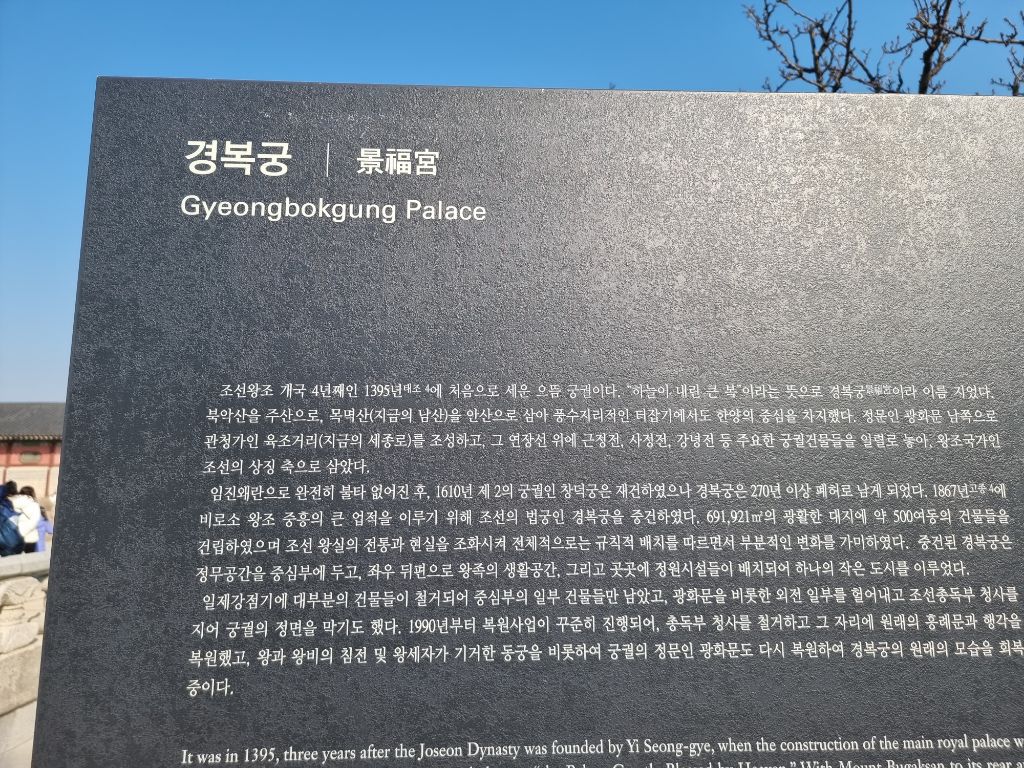 경복궁 | 景福宮
Gyeongbokgung Palace
조선왕조 개국 4년째인 1395년태조 4에 처음으로 세운 으뜸 궁궐이다. “하늘이 내린 큰 복”이라는 뜻으로 경복궁景福宮이라 이름 지었다.
북악산을 주산으로, 목멱산(지금의 남산)을 안산으로 삼아 풍수지리적인 터잡기에서도 한양의 중심을 차지했다. 정문인 광화문 남쪽으로
관청가인 육조거리(지금의 세종로)를 조성하고, 그 연장선 위에 근정전, 사정전, 강녕전 등 주요한 궁궐건물들을 일렬로 놓아, 왕조국가인
조선의 상징 축으로 삼았다.
임진왜란으로 완전히 불타 없어진 후, 1610년 제 2의 궁궐인 창덕궁은 재건하였으나 경복궁은 270년 이상 폐허로 남게 되었다. 1867년고종 4에
비로소 왕조 중흥의 큰 업적을 이루기 위해 조선의 법궁인 경복궁을 중건하였다. 691,921㎡의 광활한 대지에 약 500여동의 건물들을
건립하였으며 조선 왕실의 전통과 현실을 조화시켜 전체적으로는 규칙적 배치를 따르면서 부분적인 변화를 가미하였다. 중건된 경복궁은
정무공간을 중심부에 두고, 좌우 뒤편으로 왕족의 생활공간, 그리고 곳곳에 정원시설들이 배치되어 하나의 작은 도시를 이루었다.
일제강점기에 대부분의 건물들이 철거되어 중심부의 일부 건물들만 남았고, 광화문을 비롯한 외전 일부를 헐어내고 조선총독부 청사를
지어 궁궐의 정면을 막기도 했다. 1990년부터 복원사업이 꾸준히 진행되어, 총독부 청사를 철거하고 그 자리에 원래의 흥례문과 행각을
복원했고, 왕과 왕비의 침전 및 왕세자가 기거한 동궁을 비롯하여 궁궐의 정문인 광화문도 다시 복원하여 경복궁의 원래의 모습을 회복
중이다.
It was in 1395, three years after the Joseon Dynasty was founded by Yi Seong-gye, when the construction of the main royal palace w
With Mount Bugaksan to its rear